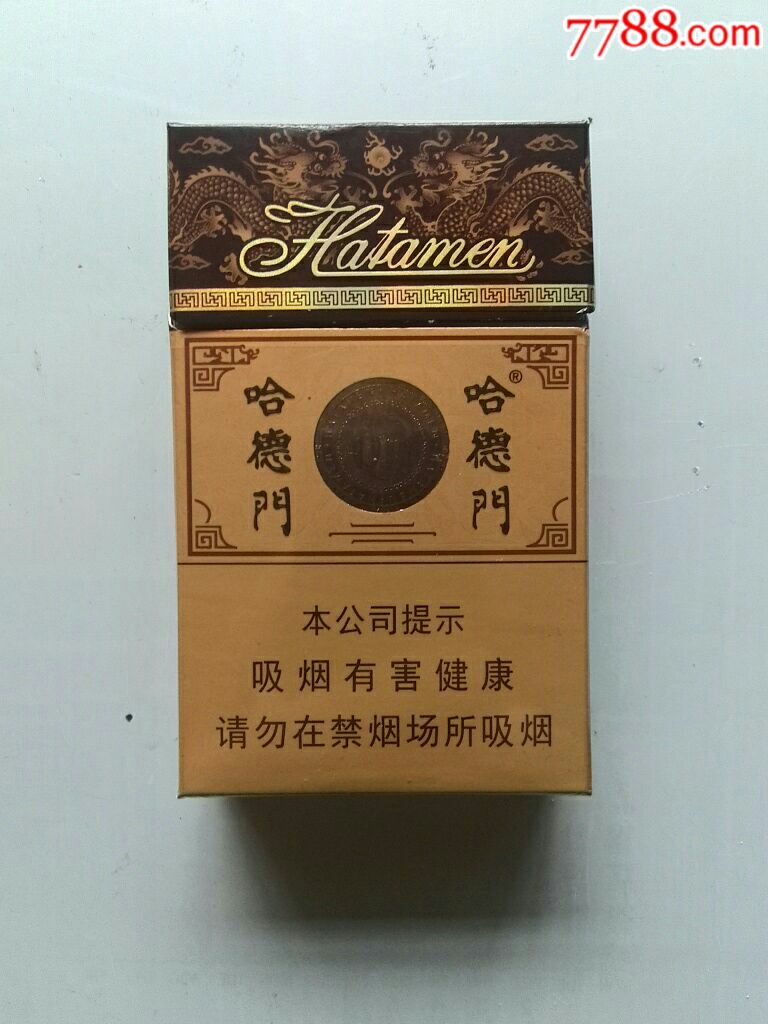 7788.com
Hatamen
哈德門
哈德門®
本公司提示
吸烟有害健康
请勿在禁烟场所吸烟